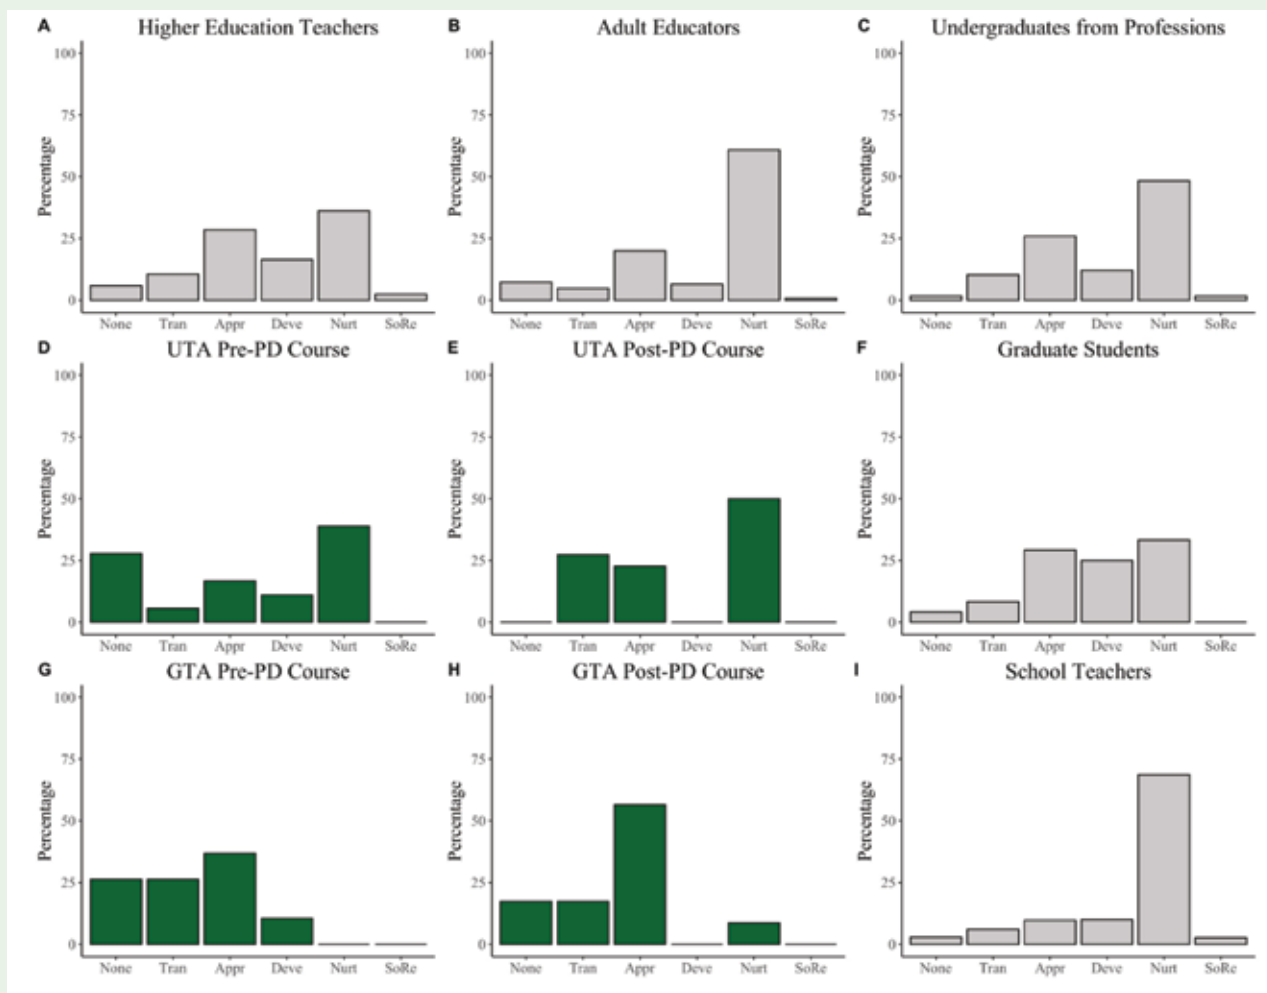 A Higher Education Teachers B Adult Educators C Undergraduates from Professions
100 100 100
75 75 75
Percentage Percentage Percentage
50 50 50
25 25 25
0 0 0
None Tran Appr Deve Nurt SoRe None Tran Appr Deve Nurt SoRe None Tran Appr Deve Nurt SoRe
D UTA Pre-PD Course E UTA Post-PD Course F Graduate Students
100 100 100
75 75 75
Percentage Percentage Percentage
50 50 50
25 25 25
0 0 0
None Tran Appr Deve Nurt SoRe None Tran Appr Deve Nurt SoRe None Tran Appr Deve Nurt SoRe
G GTA Pre-PD Course H GTA Post-PD Course I School Teachers
100 100 100
75 75 75
Percentage Percentage Percentage
50 50 50
25 25 25
0 0 0
None Tran Appr Deve Nurt SoRe None Tran Appr Deve Nurt SoRe None Tran Appr Deve Nurt SoRe